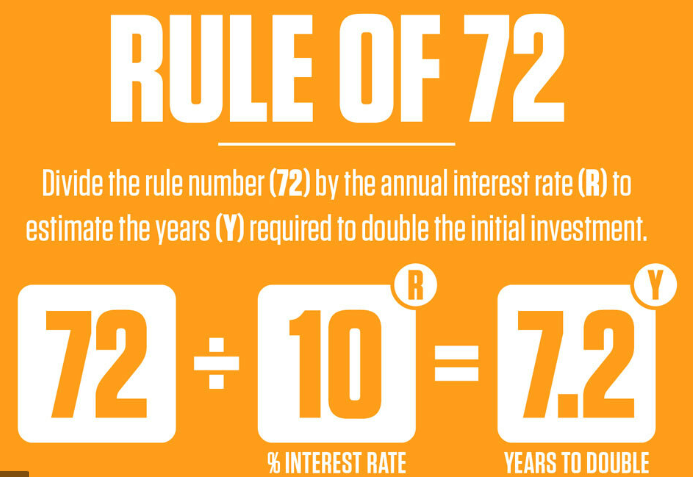 RULE OF 72
Divide the rule number (72) by the annual interest rate (R) to
estimate the years (Y) required to double the initial investment.
R Y
72 ÷ 10 = 7.2
% INTEREST RATE YEARS TO DOUBLE